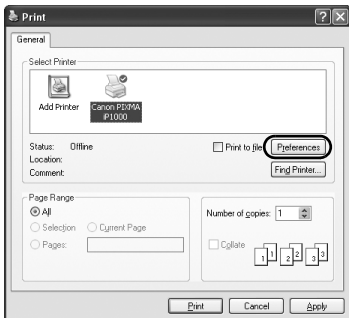 Print
General
Select Printer
Add Printer
Canon PIXMA
iP1000
Status: Offline
Location:
Comment:
Print to file
Preferences
Find Printer...
Page Range
All
Selection
Current Page
Pages:
Number of copies: 1
Collate
1 1 2 2 3 3
Print
Cancel
Apply